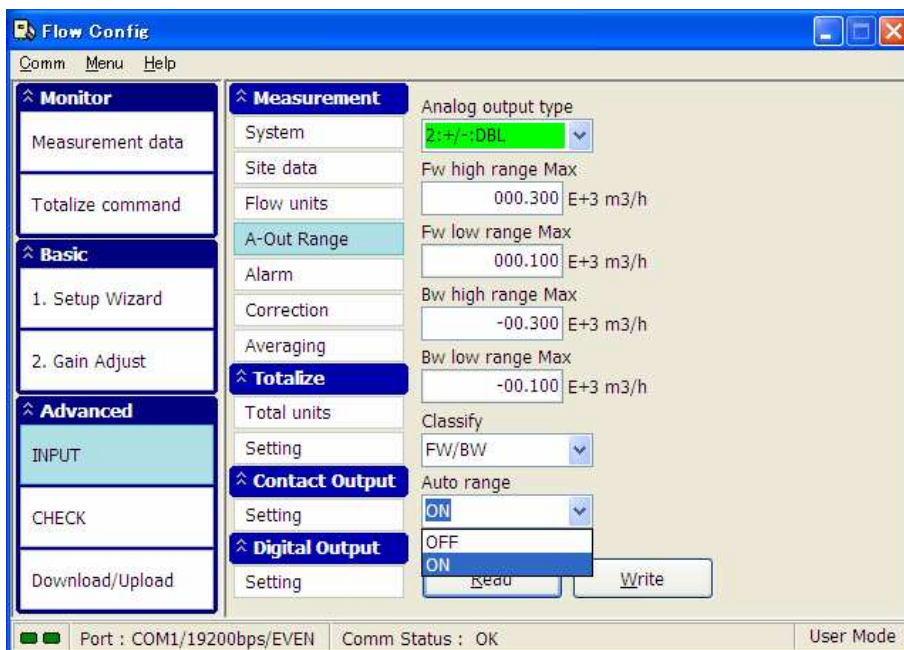 Flow Config
Comm Menu Help
Monitor
Measurement data
Totalize command
Basic
1. Setup Wizard
2. Gain Adjust
Advanced
INPUT
CHECK
Download/Upload
Measurement
System
Site data
Flow units
A-Out Range
Alarm
Correction
Averaging
Totalize
Total units
Setting
Contact Output
Setting
Digital Output
Setting
Analog output type
2:+/-:DBL
Fw high range Max
000.300 E+3 m3/h
Fw low range Max
000.100 E+3 m3/h
Bw high range Max
-00.300 E+3 m3/h
Bw low range Max
-00.100 E+3 m3/h
Classify
FW/BW
Auto range
ON
OFF
ON
Read Write
Port : COM1/19200bps/EVEN Comm Status : OK User Mode